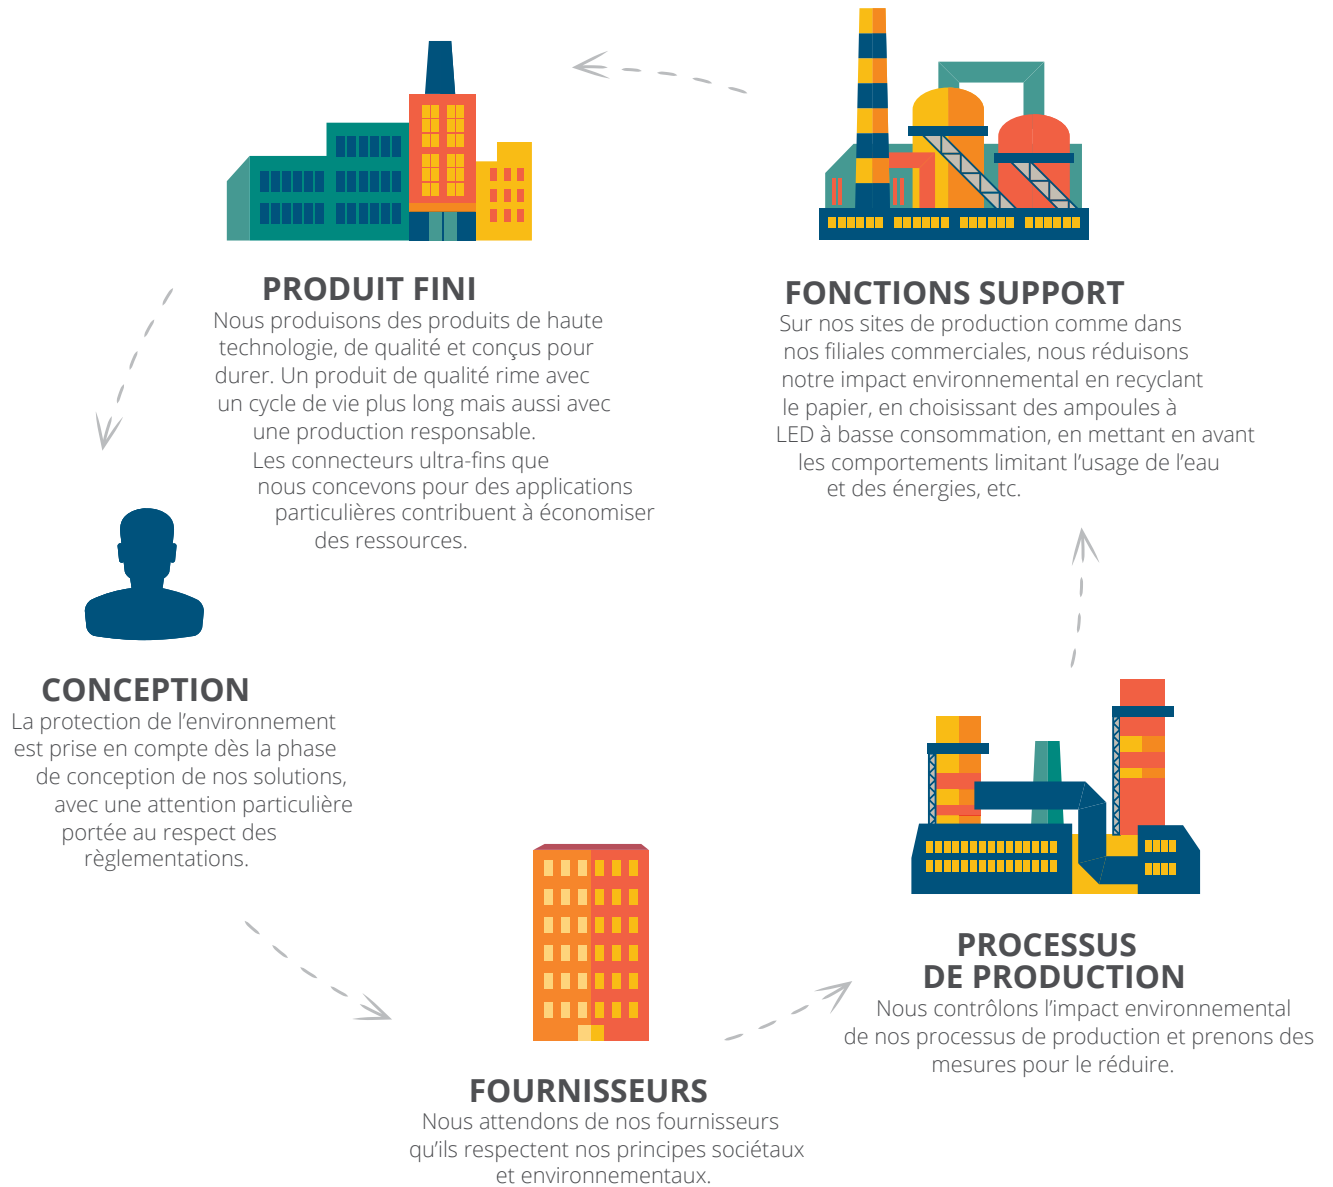 PRODUIT FINI
Nous produisons des produits de haute
technologie, de qualité et conçus pour
durer. Un produit de qualité rime avec
un cycle de vie plus long mais aussi avec
une production responsable.
Les connecteurs ultra-fins que
nous concevons pour des applications
particulières contribuent à économiser
des ressources.
FONCTIONS SUPPORT
Sur nos sites de production comme dans
nos filiales commerciales, nous réduisons
notre impact environnemental en recyclant
le papier, en choisissant des ampoules à
LED à basse consommation, en mettant en avant
les comportements limitant l’usage de l’eau
et des énergies, etc.
CONCEPTION
La protection de l’environnement
est prise en compte dès la phase
de conception de nos solutions,
avec une attention particulière
portée au respect des
règlementations.
PROCESSUS
DE PRODUCTION
Nous contrôlons l’impact environnemental
de nos processus de production et prenons des
mesures pour le réduire.
FOURNISSEURS
Nous attendons de nos fournisseurs
qu’ils respectent nos principes sociétaux
et environnementaux.